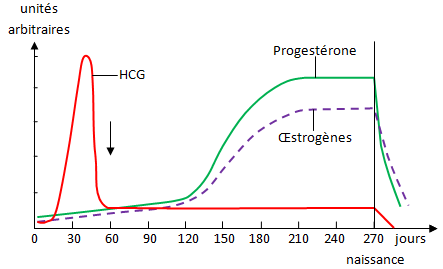 unités
arbitraires
Progestérone
HCG
Œstrogènes
0 30 60 90 120 150 180 210 240 270 jours
naissance